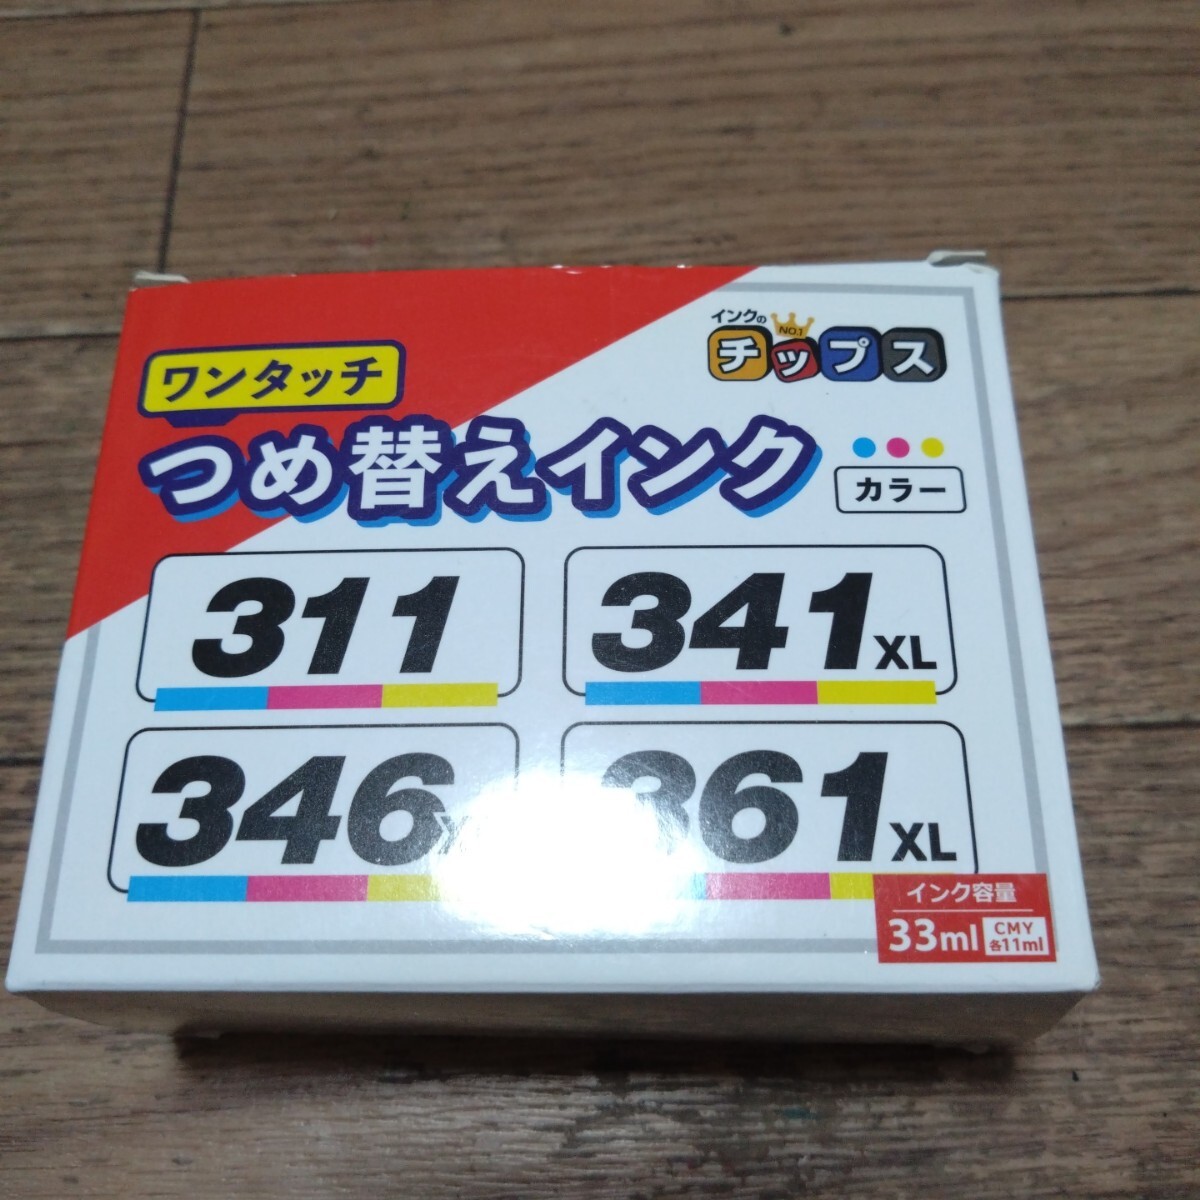 インクの
NO.1
チップス
ワンタッチ
つめ替えインク
カラー
311
341XL
346
361XL
インク容量
33ml
CMY
各11ml